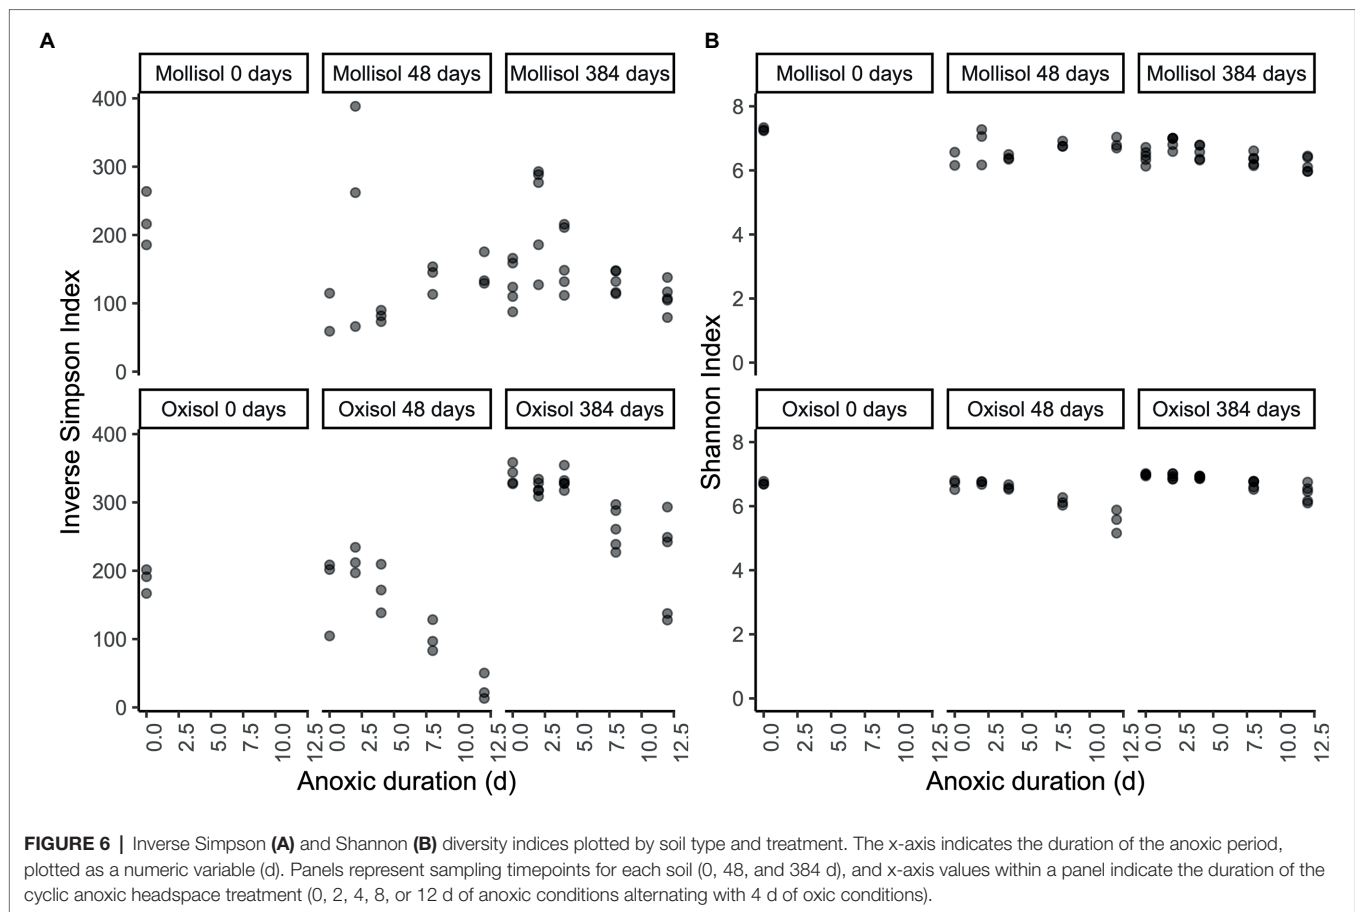 A
B
Mollisol 0 days
Mollisol 48 days
Mollisol 384 days
Mollisol 0 days
Mollisol 48 days
Mollisol 384 days
400
300
200
100
0
8
6
4
2
0
Inverse Simpson Index
Shannon Index
Oxisol 0 days
Oxisol 48 days
Oxisol 384 days
Oxisol 0 days
Oxisol 48 days
Oxisol 384 days
400
300
200
100
0
8
6
4
2
0
0.0 2.5 5.0 7.5 10.0 12.5 0.0 2.5 5.0 7.5 10.0 12.5 0.0 2.5 5.0 7.5 10.0 12.5
0.0 2.5 5.0 7.5 10.0 12.5 0.0 2.5 5.0 7.5 10.0 12.5 0.0 2.5 5.0 7.5 10.0 12.5
Anoxic duration (d)
Anoxic duration (d)
FIGURE 6 | Inverse Simpson (A) and Shannon (B) diversity indices plotted by soil type and treatment. The x-axis indicates the duration of the anoxic period,
plotted as a numeric variable (d). Panels represent sampling timepoints for each soil (0, 48, and 384 d), and x-axis values within a panel indicate the duration of the
cyclic anoxic headspace treatment (0, 2, 4, 8, or 12 d of anoxic conditions alternating with 4 d of oxic conditions).